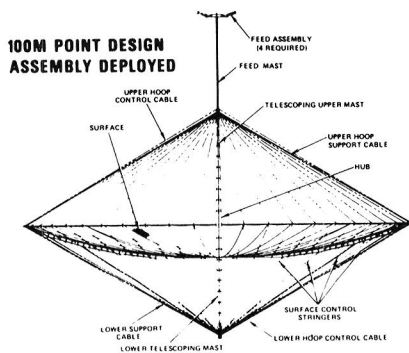 100M POINT DESIGN
ASSEMBLY DEPLOYED
FEED ASSEMBLY
(4 REQUIRED)
FEED MAST
UPPER HOOP
CONTROL CABLE
TELESCOPING UPPER MAST
SURFACE
UPPER HOOP
SUPPORT CABLE
HUB
SURFACE CONTROL
STRINGERS
LOWER SUPPORT
CABLE
LOWER TELESCOPING MAST
LOWER HOOP CONTROL CABLE